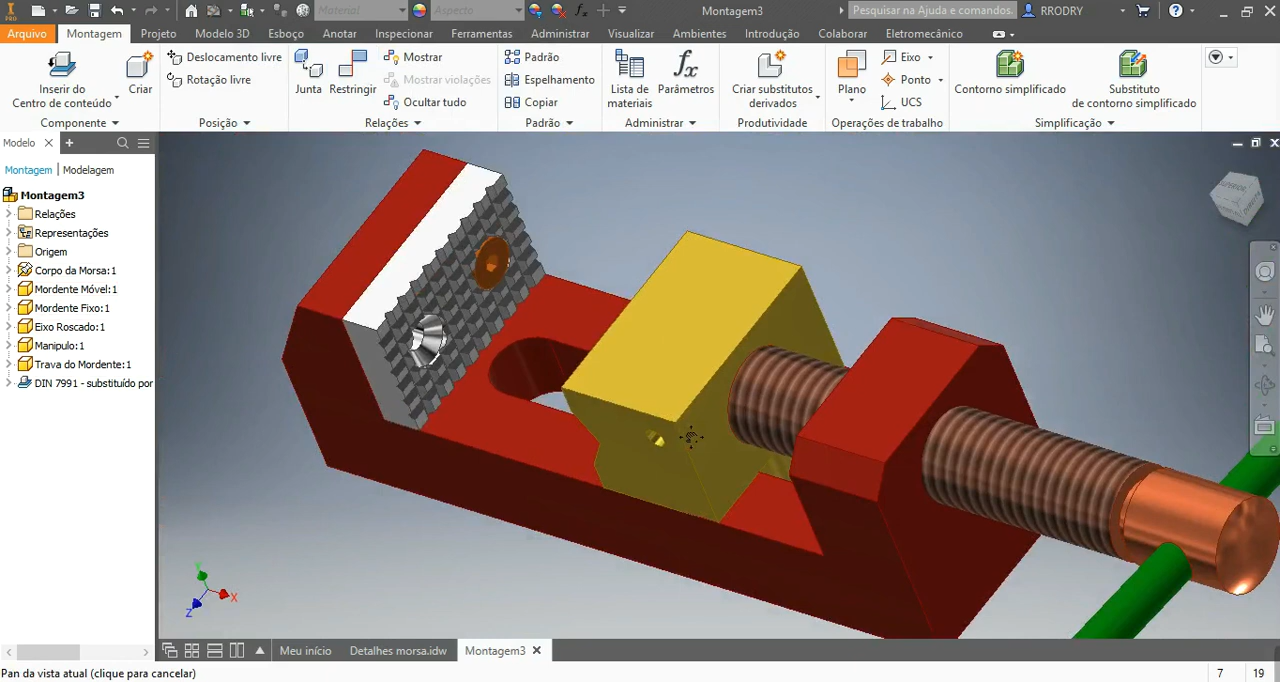 PRO
Material
Aspecto
Montagem3
Pesquisar na Ajuda e comandos.
RRODRY
Arquivo
Montagem
Projeto
Modelo 3D
Esboço
Anotar
Inspecionar
Ferramentas
Administrar
Visualizar
Ambientes
Introdução
Colaborar
Eletromecânico
Inserir do
Centro de conteúdo
Criar
Componente
Deslocamento livre
Rotação livre
Posição
Junta
Restringir
Mostrar
Mostrar violações
Ocultar tudo
Relações
Padrão
Espelhamento
Copiar
Padrão
Lista de
materiais
fx
Parâmetros
Administrar
Criar substitutos
derivados
Produtividade
Plano
Eixo
Ponto
UCS
Operações de trabalho
Contorno simplificado
Substituto
de contorno simplificado
Simplificação
Modelo
Montagem | Modelagem
Montagem3
Relações
Representações
Origem
Corpo da Morsa:1
Mordente Móvel:1
Mordente Fixo:1
Eixo Roscado:1
Manipulo:1
Trava do Mordente:1
DIN 7991 - substituído por
Y
X
Z
Meu início
Detalhes morsa.idw
Montagem3
Pan da vista atual (clique para cancelar)
7
19